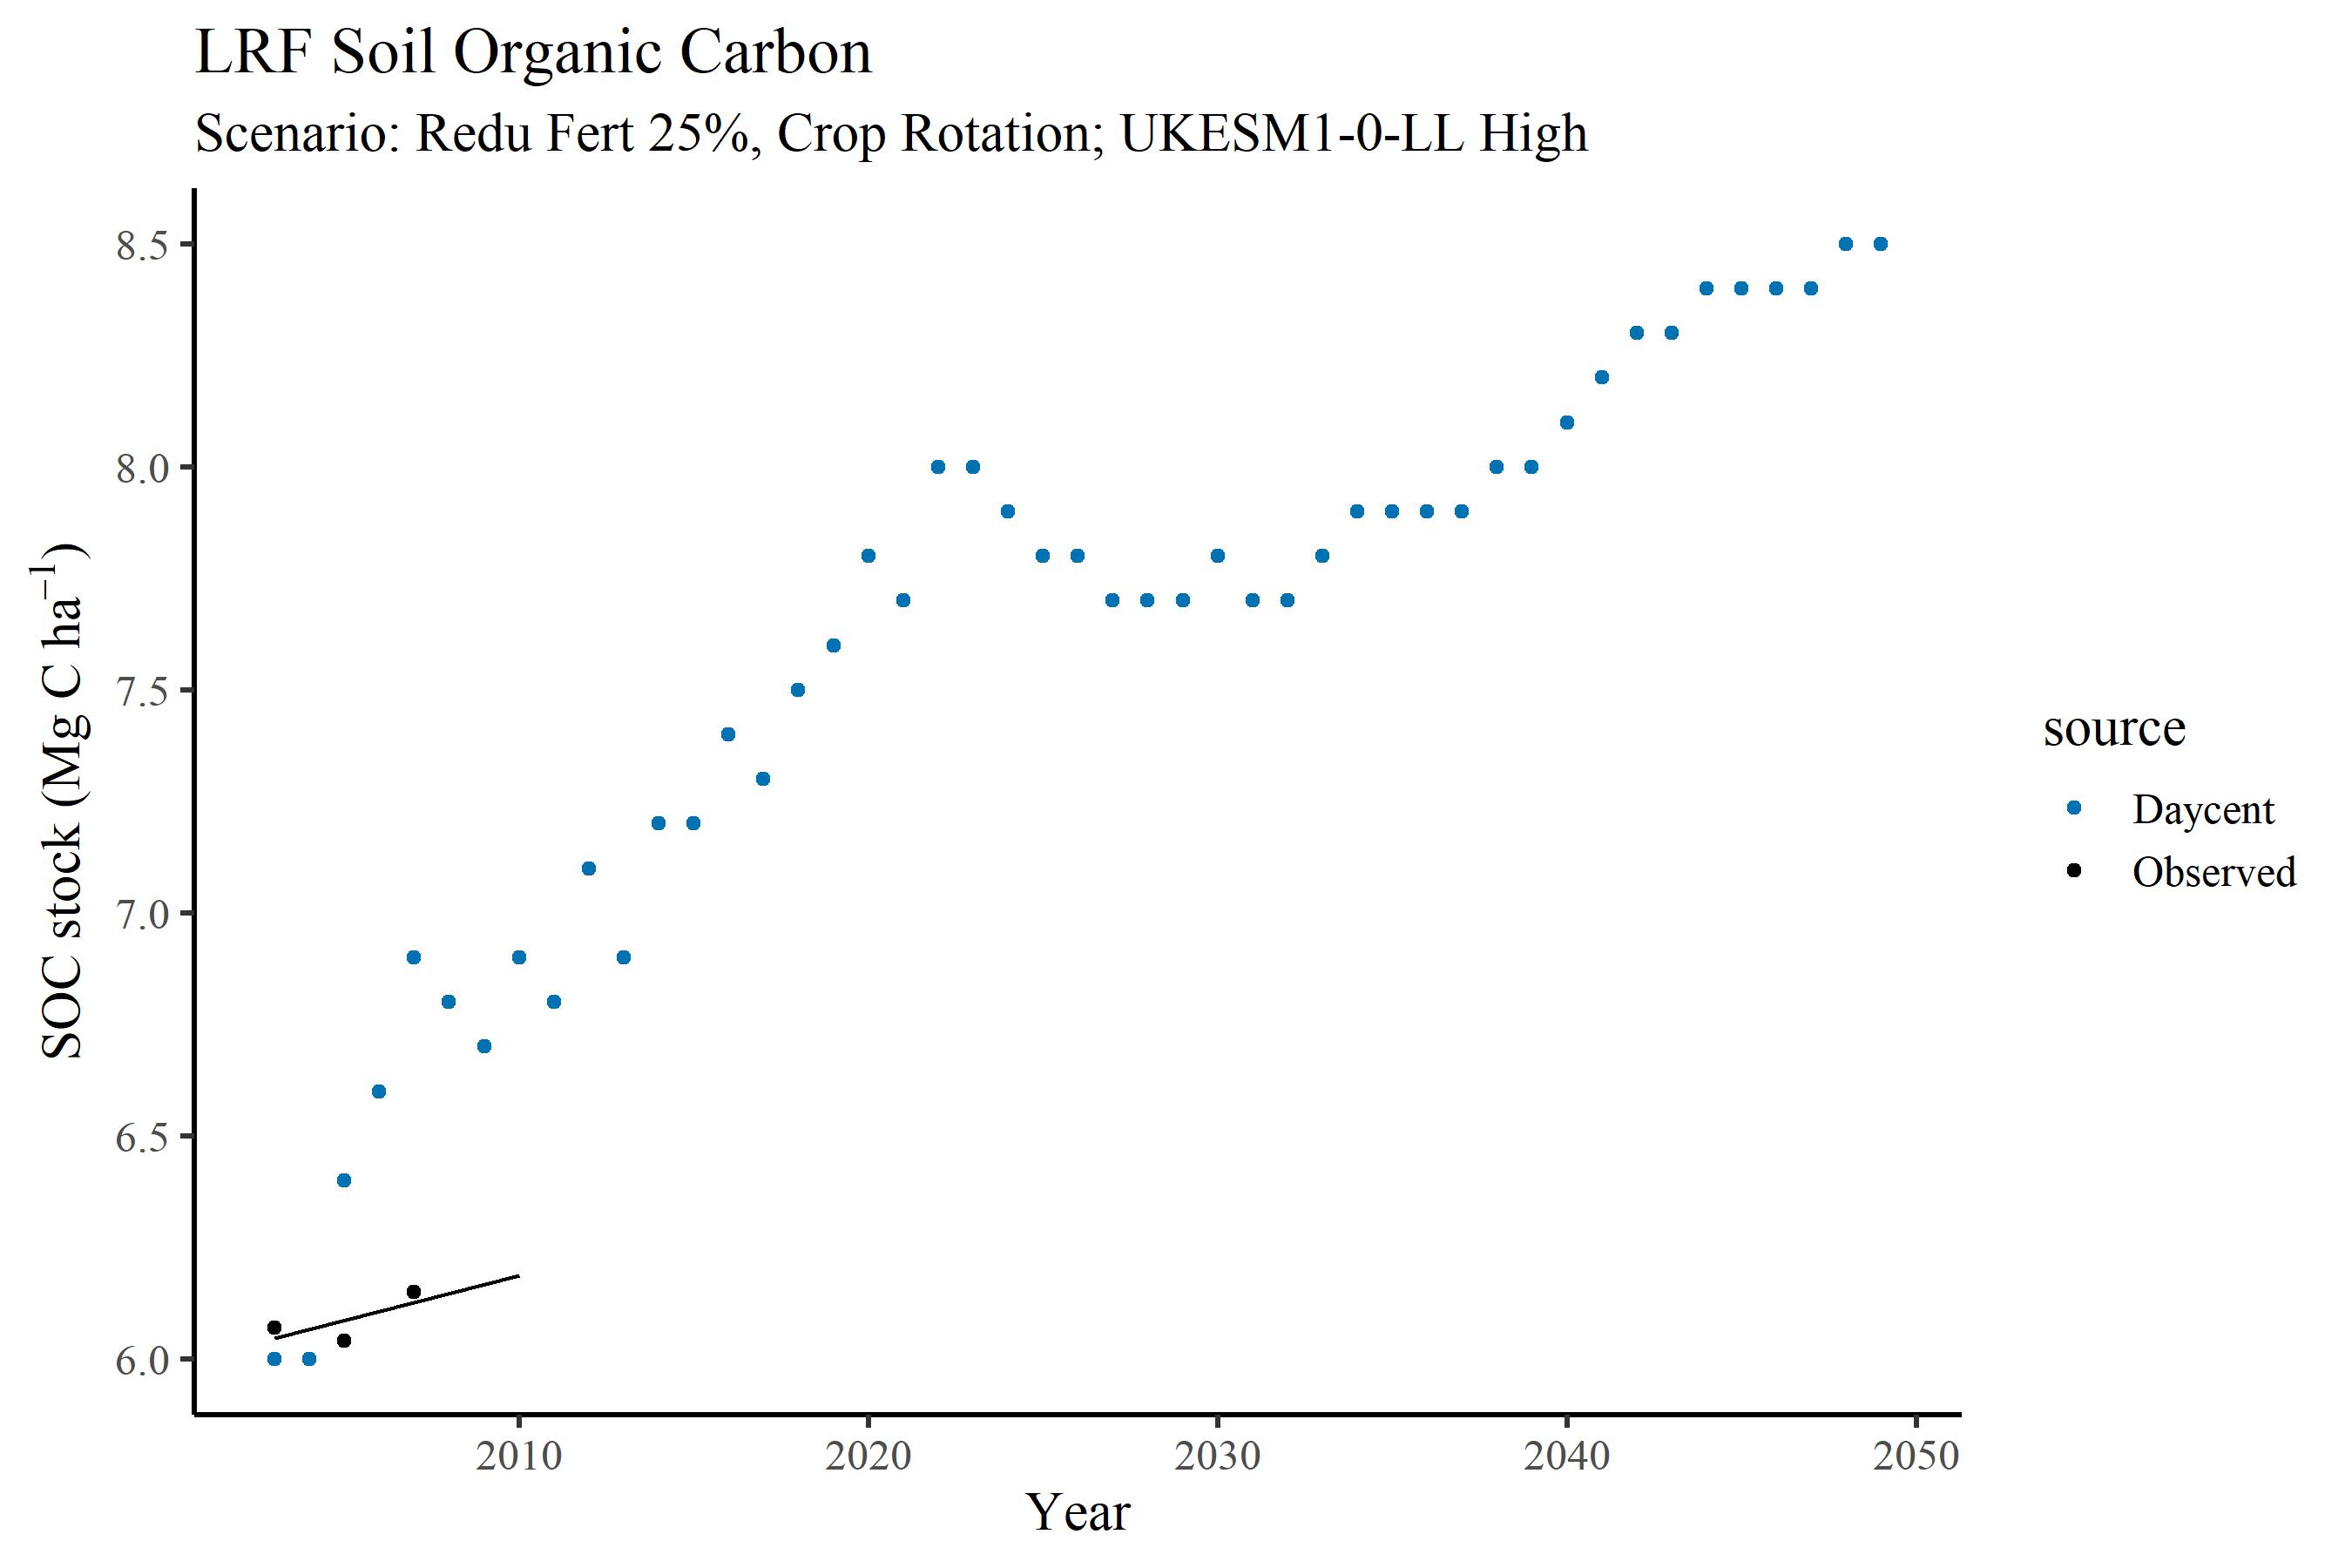 LRF Soil Organic Carbon
Scenario: Redu Fert 25%, Crop Rotation; UKESM1-0-LL High
SOC stock (Mg C ha⁻¹)
8.5
8.0
7.5
7.0
6.5
6.0
2010
2020
2030
2040
2050
Year
source
Daycent
Observed